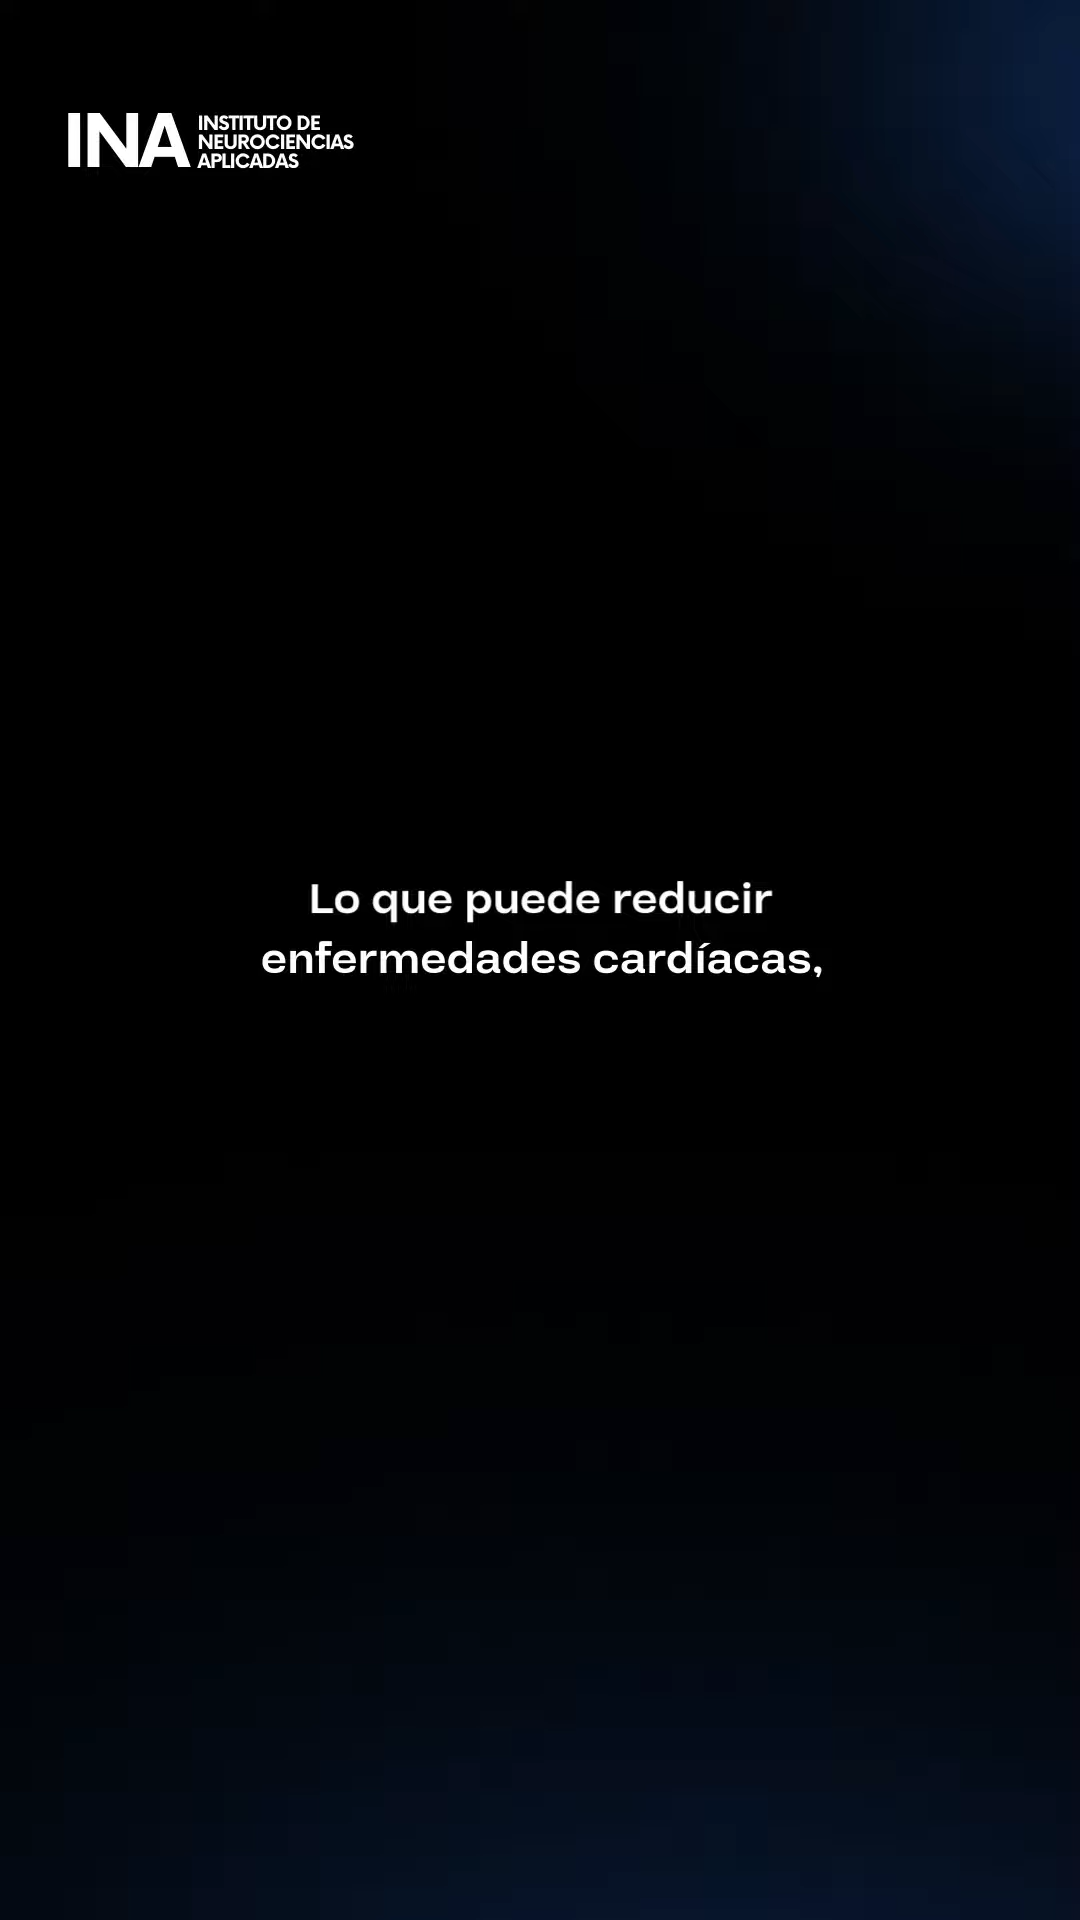 INA INSTITUTO DE
NEUROCIENCIAS
APLICADAS
Lo que puede reducir
enfermedades cardíacas,